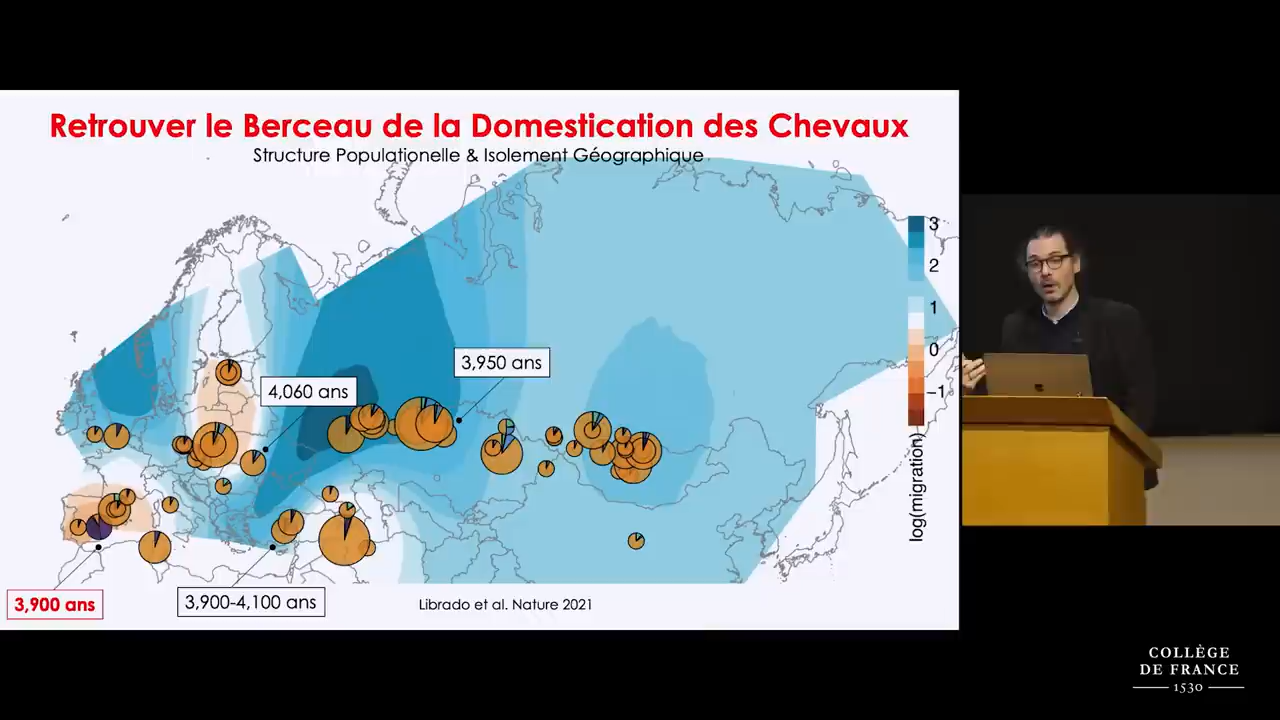 Retrouver le Berceau de la Domestication des Chevaux
Structure Populationelle & Isolement Géographique
3
2
1
0
−1
log(migration)
3,950 ans
4,060 ans
3,900 ans
3,900-4,100 ans
Librado et al. Nature 2021
COLLÈGE
DE FRANCE
1530